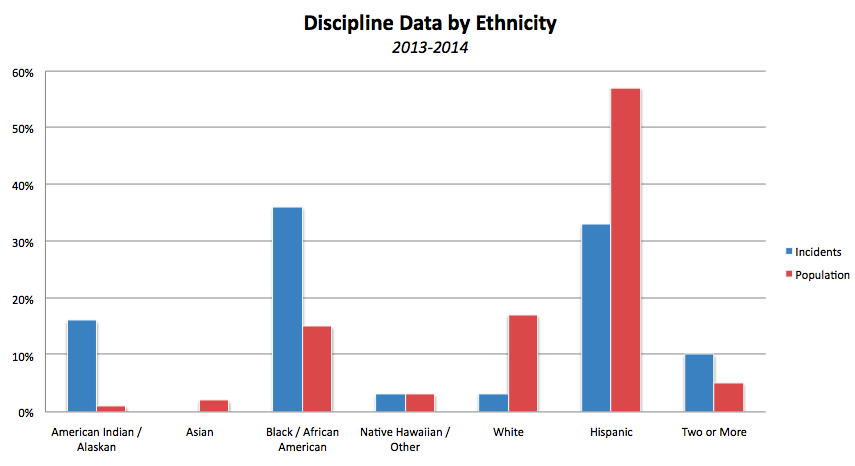 Discipline Data by Ethnicity
2013-2014
60%
50%
40%
30%
20%
10%
0%
American Indian /
Alaskan
Asian
Black / African
American
Native Hawaiian /
Other
White
Hispanic
Two or More
Incidents
Population